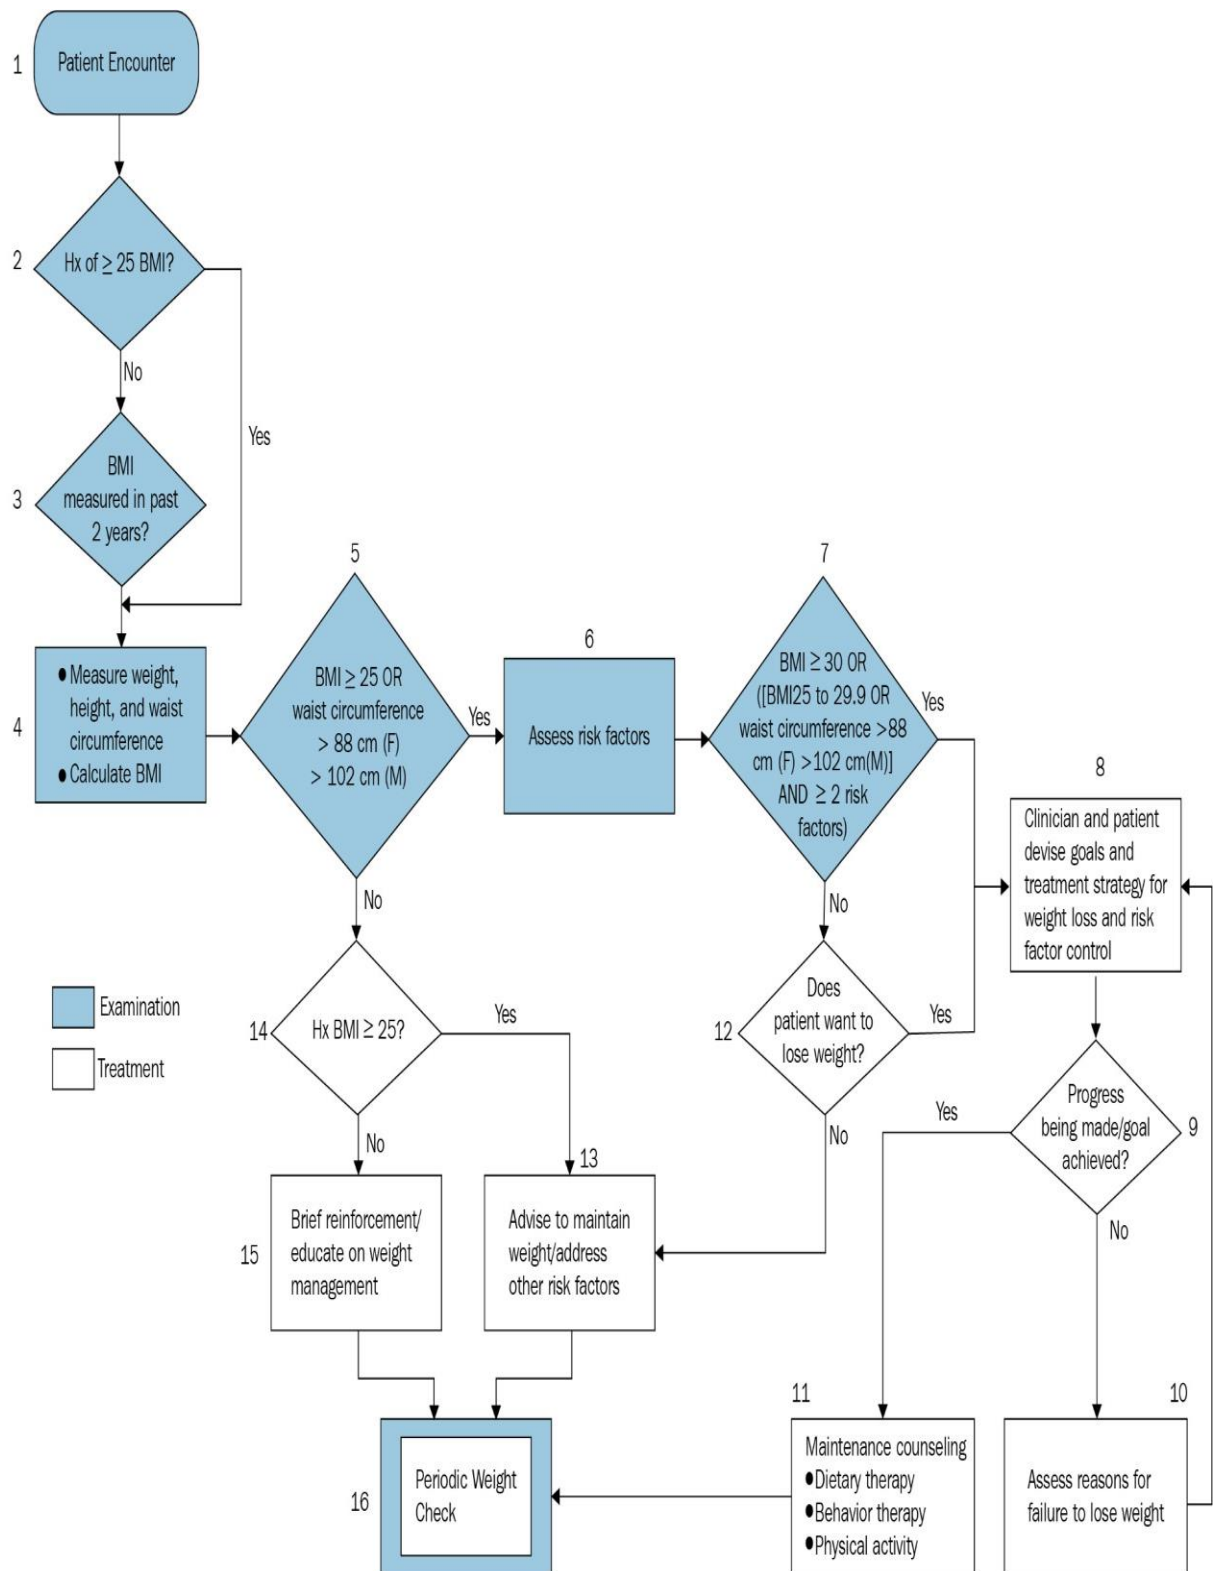 1
Patient Encounter
2
Hx of ≥ 25 BMI?
No
Yes
3
BMI
measured in past
2 years?
4
● Measure weight,
height, and waist
circumference
● Calculate BMI
5
BMI ≥ 25 OR
waist circumference
> 88 cm (F)
> 102 cm (M)
Yes
No
6
Assess risk factors
7
BMI ≥ 30 OR
([BMI25 to 29.9 OR
waist circumference >88
cm (F) >102 cm(M)]
AND ≥ 2 risk
factors)
Yes
No
8
Clinician and patient
devise goals and
treatment strategy for
weight loss and risk
factor control
Examination
Treatment
14
Hx BMI ≥ 25?
Yes
No
12
Does
patient want to
lose weight?
Yes
No
9
Progress
being made/goal
achieved?
Yes
No
15
Brief reinforcement/
educate on weight
management
13
Advise to maintain
weight/address
other risk factors
16
Periodic Weight
Check
11
Maintenance counseling
●Dietary therapy
●Behavior therapy
●Physical activity
10
Assess reasons for
failure to lose weight